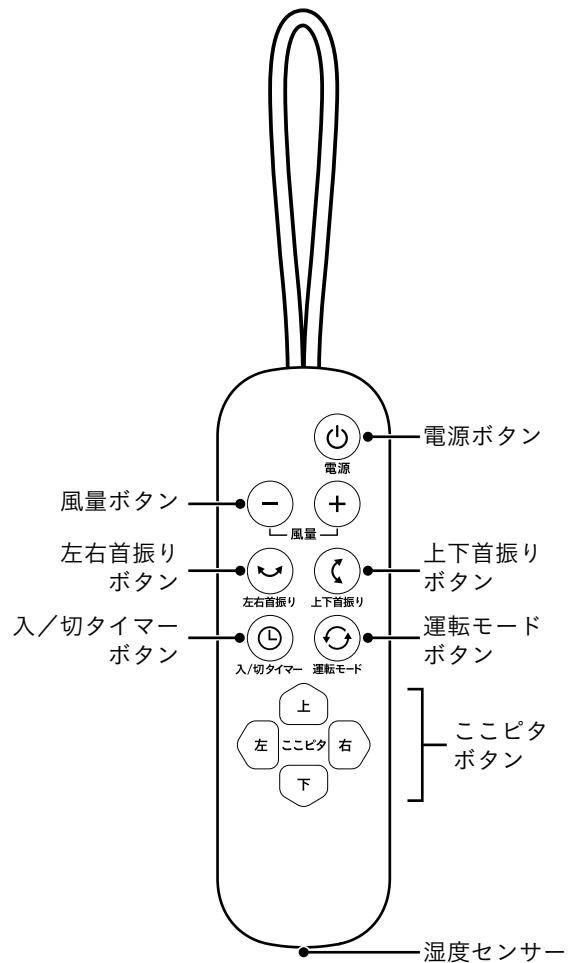 電源ボタン
電源
風量ボタン
− +
風量
左右首振り
ボタン
上下首振り
ボタン
左右首振り
上下首振り
入／切タイマー
ボタン
運転モード
ボタン
入/切タイマー
運転モード
上
左
ここピタ
右
下
ここピタ
ボタン
湿度センサー